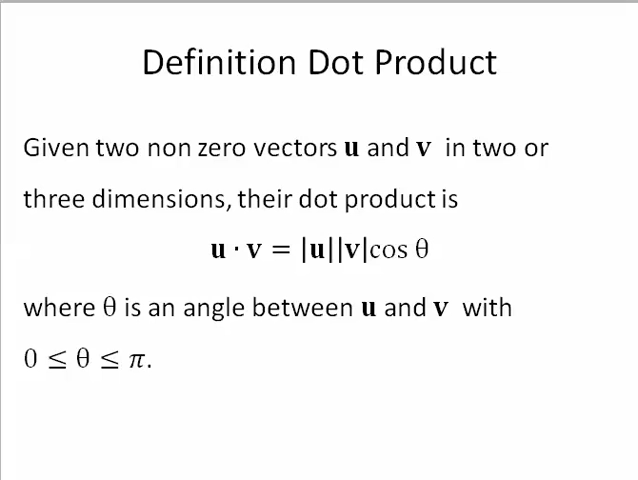 Definition Dot Product
Given two non zero vectors u and v in two or
three dimensions, their dot product is
u · v = |u||v|cos θ
where θ is an angle between u and v with
0 ≤ θ ≤ π.